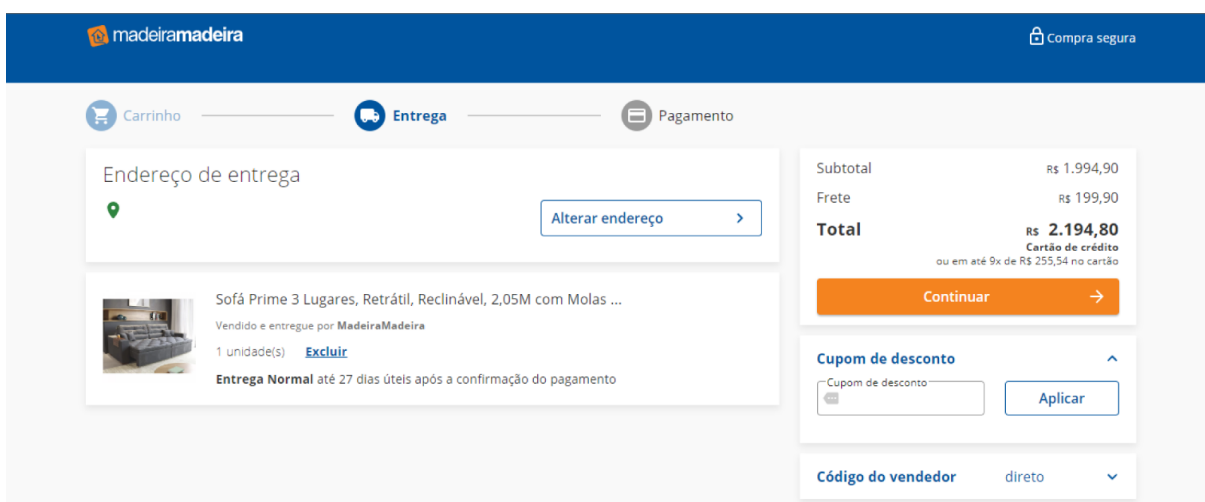 madeiramadeira
Compra segura
Carrinho
Entrega
Pagamento
Endereço de entrega
Alterar endereço
Sofá Prime 3 Lugares, Retrátil, Reclinável, 2,05M com Molas ...
Vendido e entregue por MadeiraMadeira
1 unidade(s) Excluir
Entrega Normal até 27 dias úteis após a confirmação do pagamento
Subtotal R$ 1.994,90
Frete R$ 199,90
Total R$ 2.194,80
Cartão de crédito
ou em até 9x de R$ 255,54 no cartão
Continuar
Cupom de desconto
Cupom de desconto
Aplicar
Código do vendedor direto